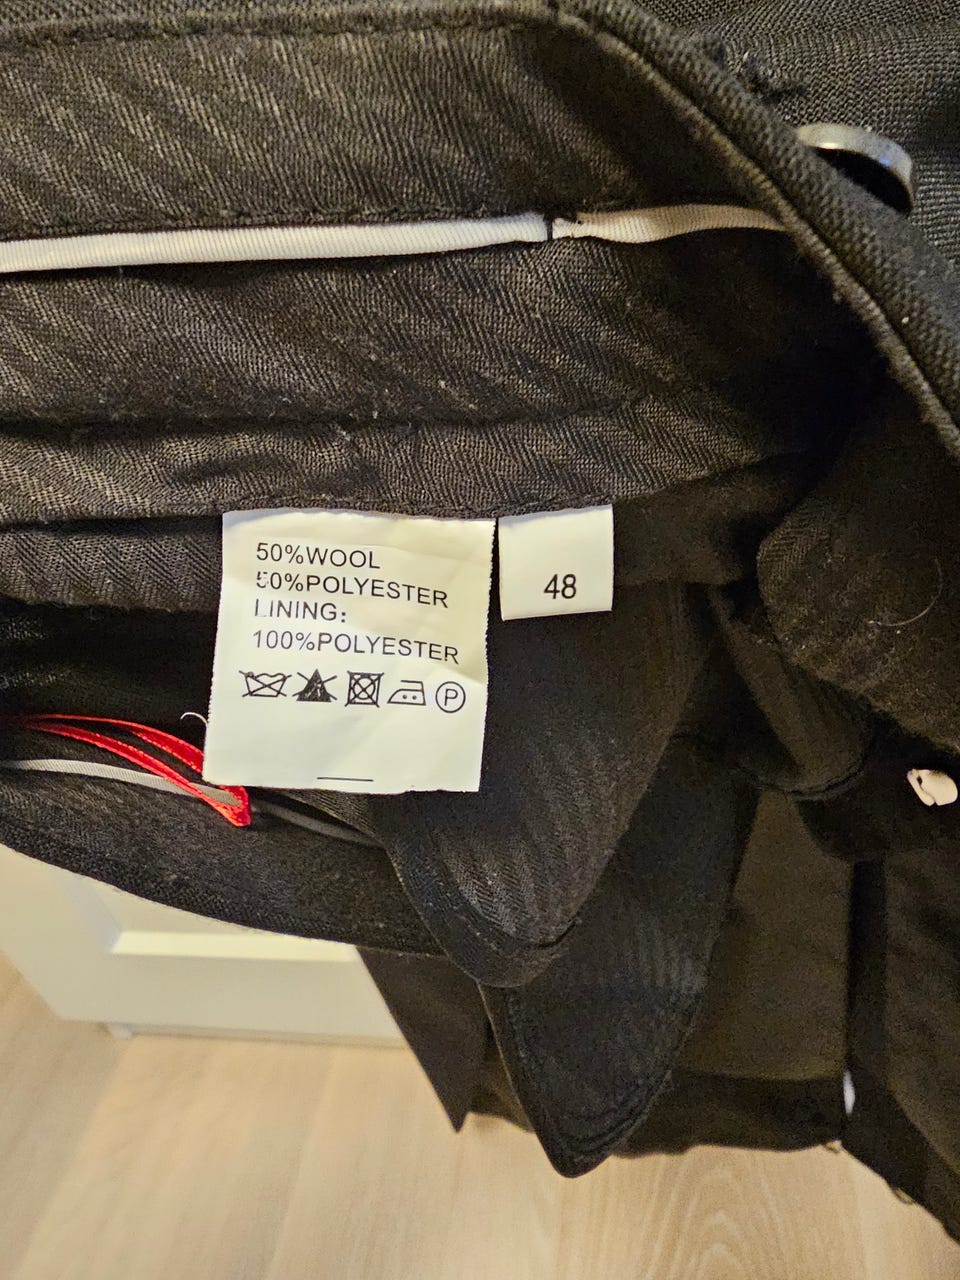 50%WOOL
50%POLYESTER
LINING:
100%POLYESTER
P
48